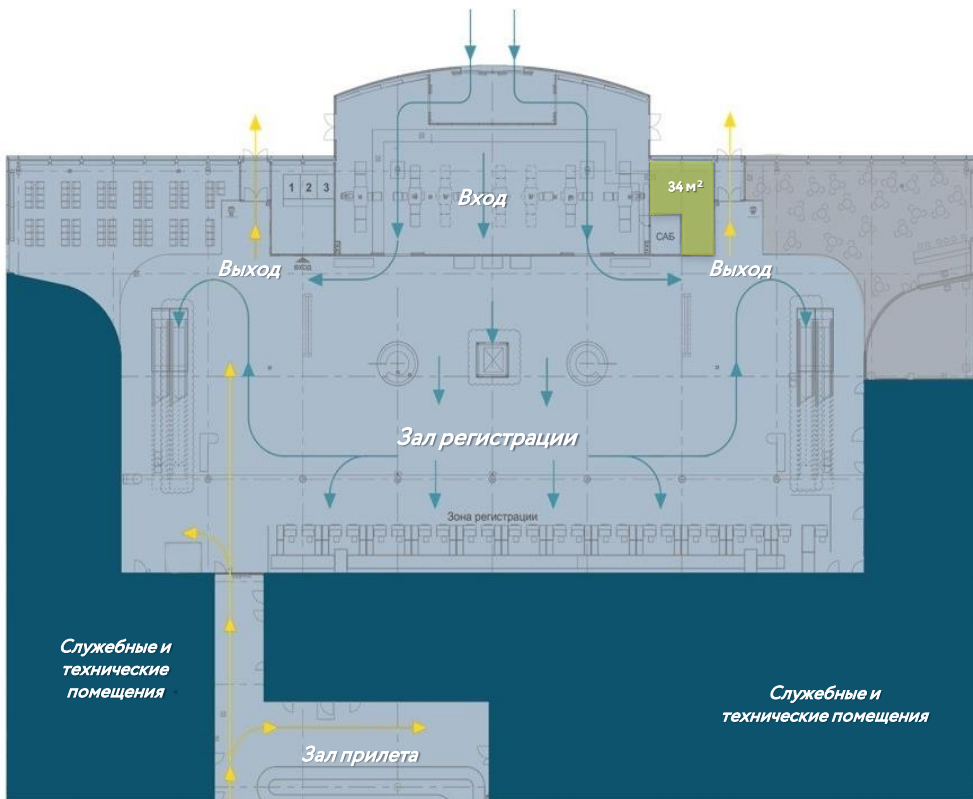 34 м²
1 2 3
Вход
САБ
Выход
ВХОД
Выход
Зал регистрации
Зона регистрации
Служебные и
технические
помещения
Служебные и
технические помещения
Зал прилета